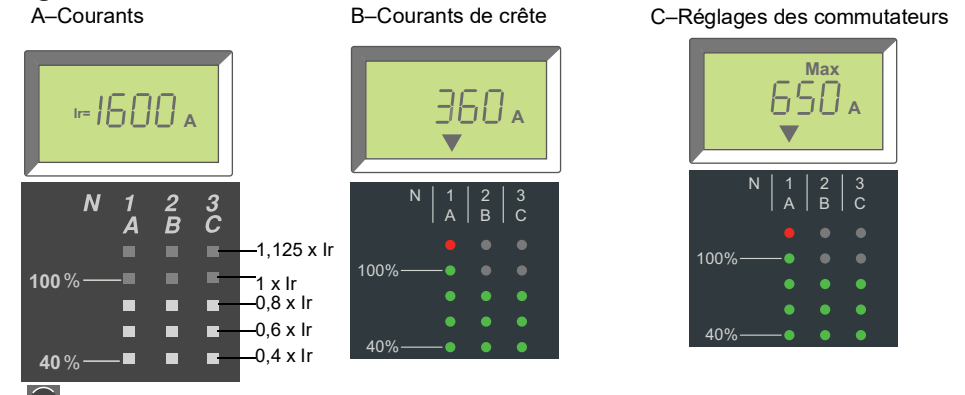 A–Courants
Ir= 1600 A
N 1 2 3
A B C
1,125 x Ir
100 %
1 x Ir
0,8 x Ir
0,6 x Ir
40 %
0,4 x Ir
B–Courants de crête
360 A
N 1 2 3
A B C
100%
40%
C–Réglages des commutateurs
Max
650 A
N 1 2 3
A B C
100%
40%